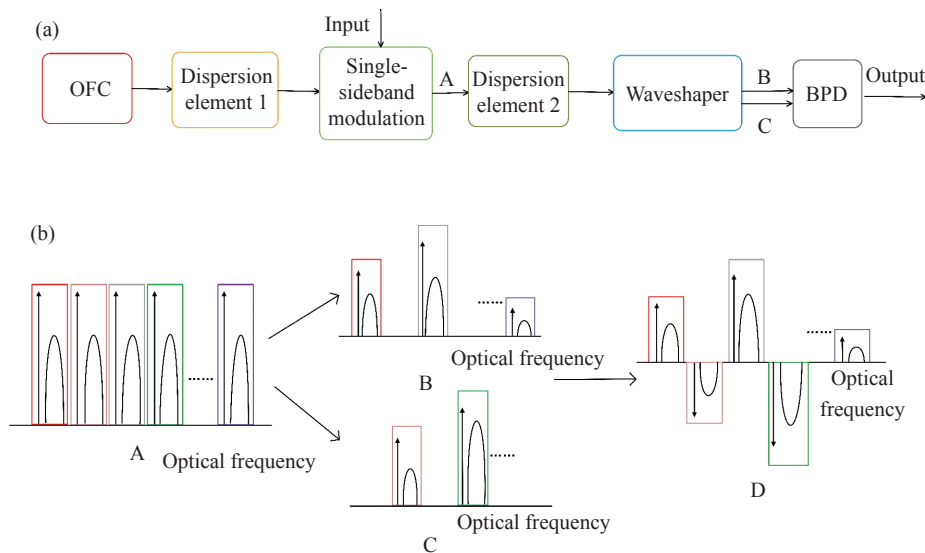 (a)
Input
OFC
Dispersion
element 1
Single-
sideband
modulation
A
Dispersion
element 2
Waveshaper
B
C
BPD
Output
(b)
......
Optical frequency
A
......
Optical frequency
B
......
Optical frequency
C
......
Optical
frequency
D